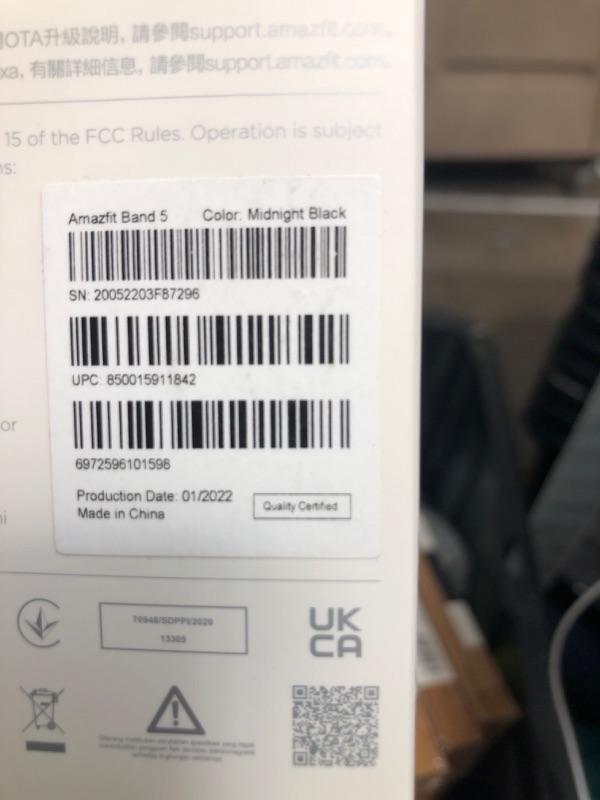 OTA升級說明, 請參閱support.amazfit.com.
xa, 有關詳細信息, 請參閱support.amazfit.com.
15 of the FCC Rules. Operation is subject
ns:
Amazfit Band 5 Color: Midnight Black
SN: 20052203F87296
UPC: 850015911842
or
6972596101598
Production Date: 01/2022
Quality Certified
Made in China
70948/SDPPI/2020
13305
UK
CA